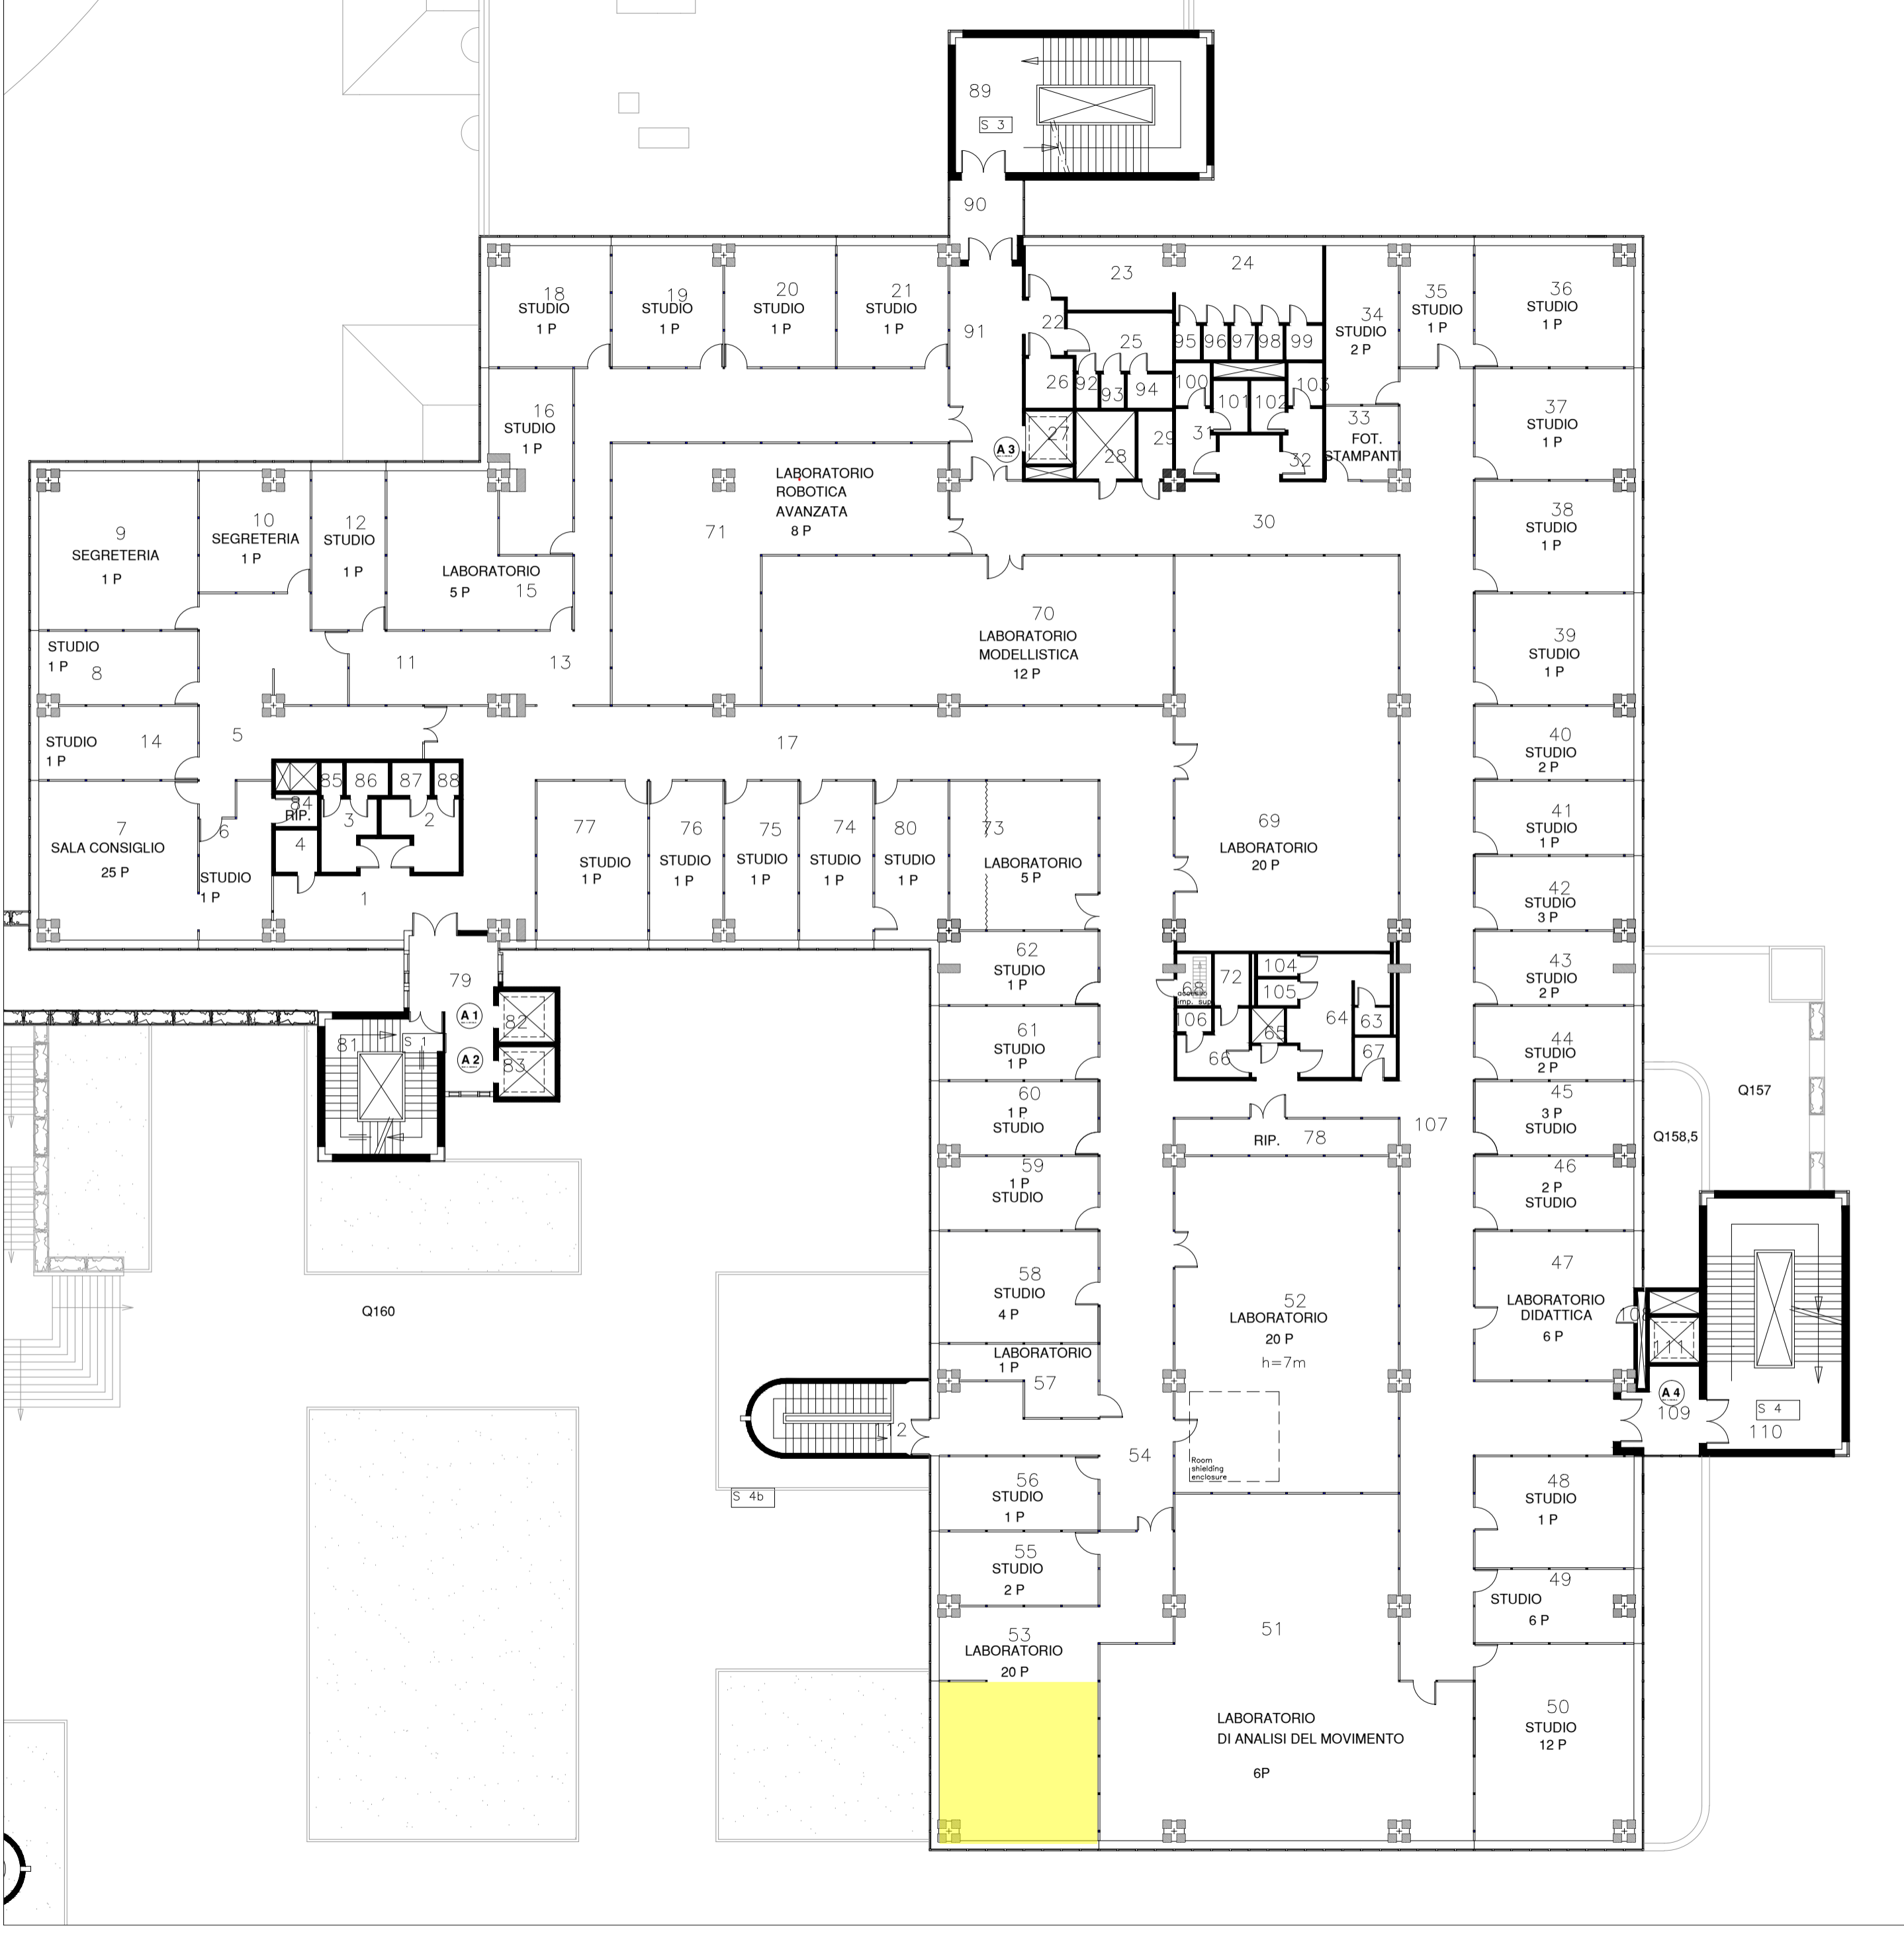 89
S 3
90
18
STUDIO
1 P
19
STUDIO
1 P
20
STUDIO
1 P
21
STUDIO
1 P
91
23
24
22
25
26
92
93
94
95
96
97
98
99
100
101
102
103
27
28
29
31
32
A 3
34
STUDIO
2 P
33
FOT.
STAMPANTI
35
STUDIO
1 P
36
STUDIO
1 P
37
STUDIO
1 P
38
STUDIO
1 P
39
STUDIO
1 P
40
STUDIO
2 P
41
STUDIO
1 P
42
STUDIO
3 P
43
STUDIO
2 P
44
STUDIO
2 P
45
3 P
STUDIO
46
2 P
STUDIO
47
LABORATORIO
DIDATTICA
6 P
16
STUDIO
1 P
9
SEGRETERIA
1 P
10
SEGRETERIA
1 P
12
STUDIO
1 P
LABORATORIO
5 P
15
LABORATORIO
ROBOTICA
AVANZATA
8 P
71
30
70
LABORATORIO
MODELLISTICA
12 P
STUDIO
1 P
8
11
13
14
STUDIO
1 P
5
17
7
SALA CONSIGLIO
25 P
6
STUDIO
1 P
84
RIP.
4
85
86
87
88
3
2
1
77
STUDIO
1 P
76
STUDIO
1 P
75
STUDIO
1 P
74
STUDIO
1 P
80
STUDIO
1 P
73
LABORATORIO
5 P
69
LABORATORIO
20 P
79
A 1
A 2
82
83
81
S 1
62
STUDIO
1 P
61
STUDIO
1 P
60
1 P
STUDIO
59
1 P
STUDIO
58
STUDIO
4 P
LABORATORIO
1 P
57
68
imp. sup.
72
104
105
106
65
64
63
66
67
RIP.
78
107
Q157
Q158,5
Q160
52
LABORATORIO
20 P
h=7m
Room
shielding
enclosure
111
A 4
109
S 4
110
54
S 4b
56
STUDIO
1 P
55
STUDIO
2 P
53
LABORATORIO
20 P
51
LABORATORIO
DI ANALISI DEL MOVIMENTO
6P
48
STUDIO
1 P
49
STUDIO
6 P
50
STUDIO
12 P